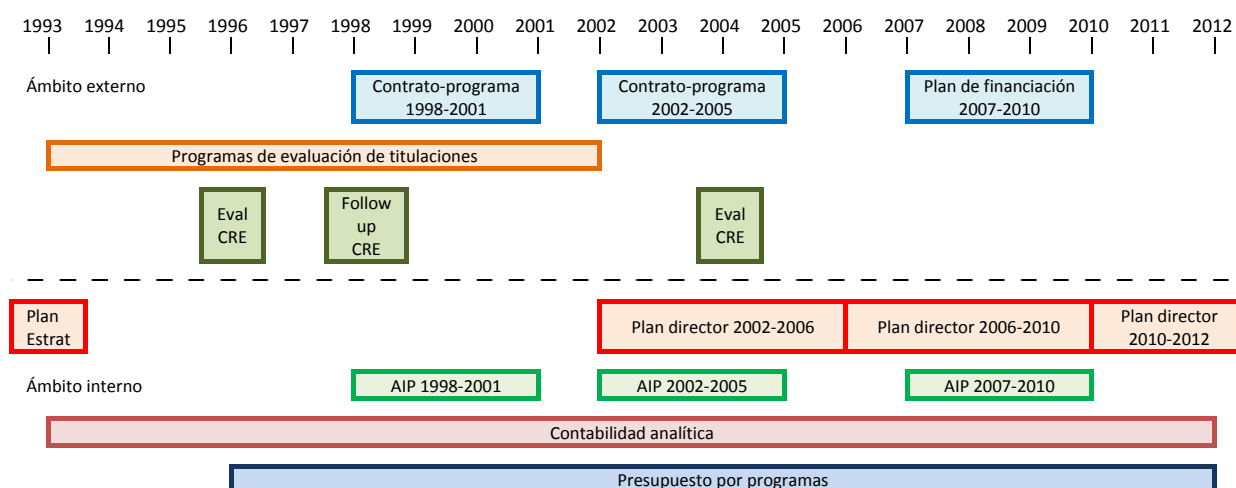 1993 1994 1995 1996 1997 1998 1999 2000 2001 2002 2003 2004 2005 2006 2007 2008 2009 2010 2011 2012
Ámbito externo
Contrato-programa
1998-2001
Contrato-programa
2002-2005
Plan de financiación
2007-2010
Programas de evaluación de titulaciones
Eval
CRE
Follow
up
CRE
Eval
CRE
Plan
Estrat
Plan director 2002-2006
Plan director 2006-2010
Plan director
2010-2012
Ámbito interno
AIP 1998-2001
AIP 2002-2005
AIP 2007-2010
Contabilidad analítica
Presupuesto por programas